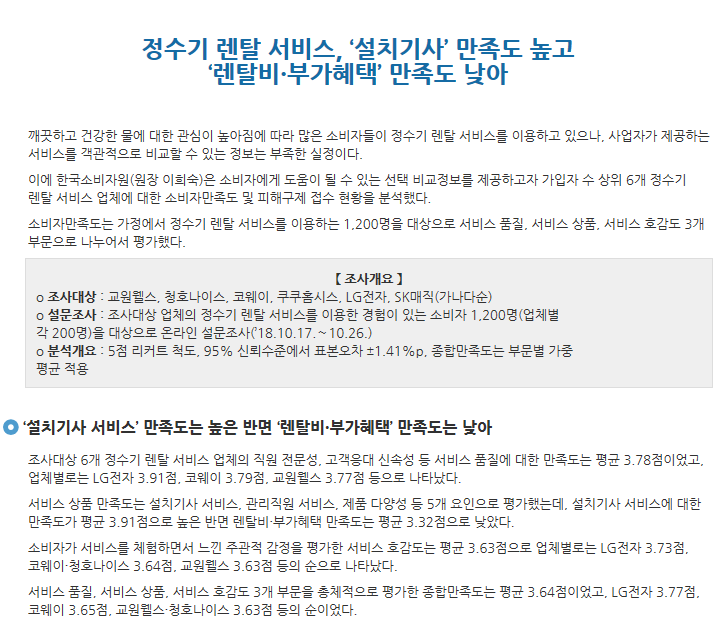 정수기 렌탈 서비스, ‘설치기사’ 만족도 높고
‘렌탈비·부가혜택’ 만족도 낮아
깨끗하고 건강한 물에 대한 관심이 높아짐에 따라 많은 소비자들이 정수기 렌탈 서비스를 이용하고 있으나, 사업자가 제공하는
서비스를 객관적으로 비교할 수 있는 정보는 부족한 실정이다.
이에 한국소비자원(원장 이희숙)은 소비자에게 도움이 될 수 있는 선택 비교정보를 제공하고자 가입자 수 상위 6개 정수기
렌탈 서비스 업체에 대한 소비자만족도 및 피해구제 접수 현황을 분석했다.
소비자만족도는 가정에서 정수기 렌탈 서비스를 이용하는 1,200명을 대상으로 서비스 품질, 서비스 상품, 서비스 호감도 3개
부문으로 나누어서 평가했다.
【 조사개요 】
o 조사대상 : 교원웰스, 청호나이스, 코웨이, 쿠쿠홈시스, LG전자, SK매직(가나다순)
o 설문조사 : 조사대상 업체의 정수기 렌탈 서비스를 이용한 경험이 있는 소비자 1,200명(업체별
각 200명)을 대상으로 온라인 설문조사(’18.10.17.~10.26.)
o 분석개요 : 5점 리커트 척도, 95% 신뢰수준에서 표본오차 ±1.41%p, 종합만족도는 부문별 가중
평균 적용
‘설치기사 서비스’ 만족도는 높은 반면 ‘렌탈비·부가혜택’ 만족도는 낮아
조사대상 6개 정수기 렌탈 서비스 업체의 직원 전문성, 고객응대 신속성 등 서비스 품질에 대한 만족도는 평균 3.78점이었고,
업체별로는 LG전자 3.91점, 코웨이 3.79점, 교원웰스 3.77점 등으로 나타났다.
서비스 상품 만족도는 설치기사 서비스, 관리직원 서비스, 제품 다양성 등 5개 요인으로 평가했는데, 설치기사 서비스에 대한
만족도가 평균 3.91점으로 높은 반면 렌탈비·부가혜택 만족도는 평균 3.32점으로 낮았다.
소비자가 서비스를 체험하면서 느낀 주관적 감정을 평가한 서비스 호감도는 평균 3.63점으로 업체별로는 LG전자 3.73점,
코웨이·청호나이스 3.64점, 교원웰스 3.63점 등의 순으로 나타났다.
서비스 품질, 서비스 상품, 서비스 호감도 3개 부문을 총체적으로 평가한 종합만족도는 평균 3.64점이었고, LG전자 3.77점,
코웨이 3.65점, 교원웰스·청호나이스 3.63점 등의 순이었다.